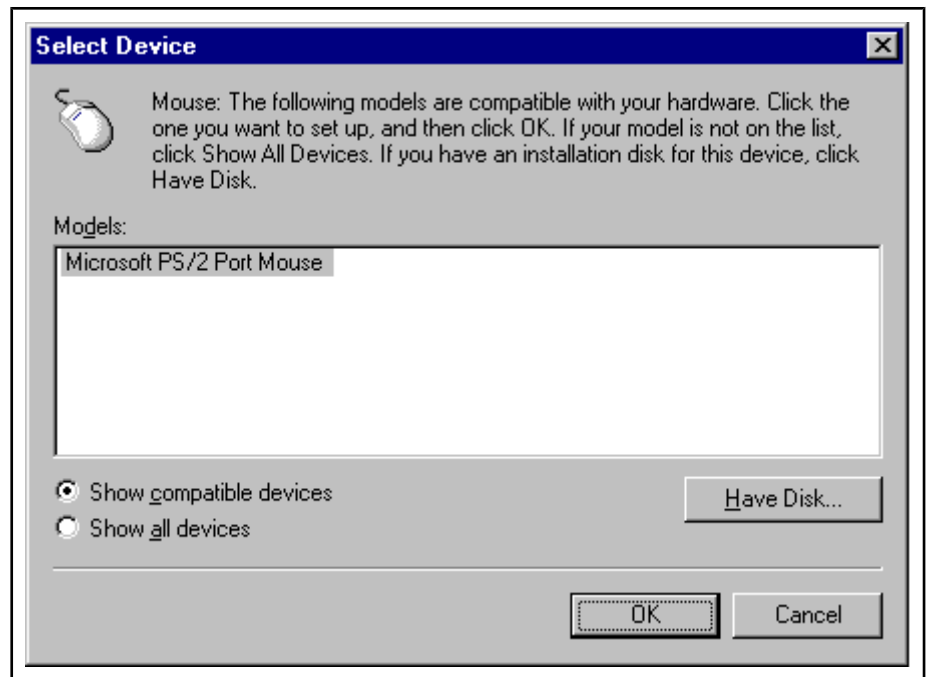 Select Device
Mouse: The following models are compatible with your hardware. Click the
one you want to set up, and then click OK. If your model is not on the list,
click Show All Devices. If you have an installation disk for this device, click
Have Disk.
Models:
Microsoft PS/2 Port Mouse
Show compatible devices
Have Disk...
Show all devices
OK
Cancel